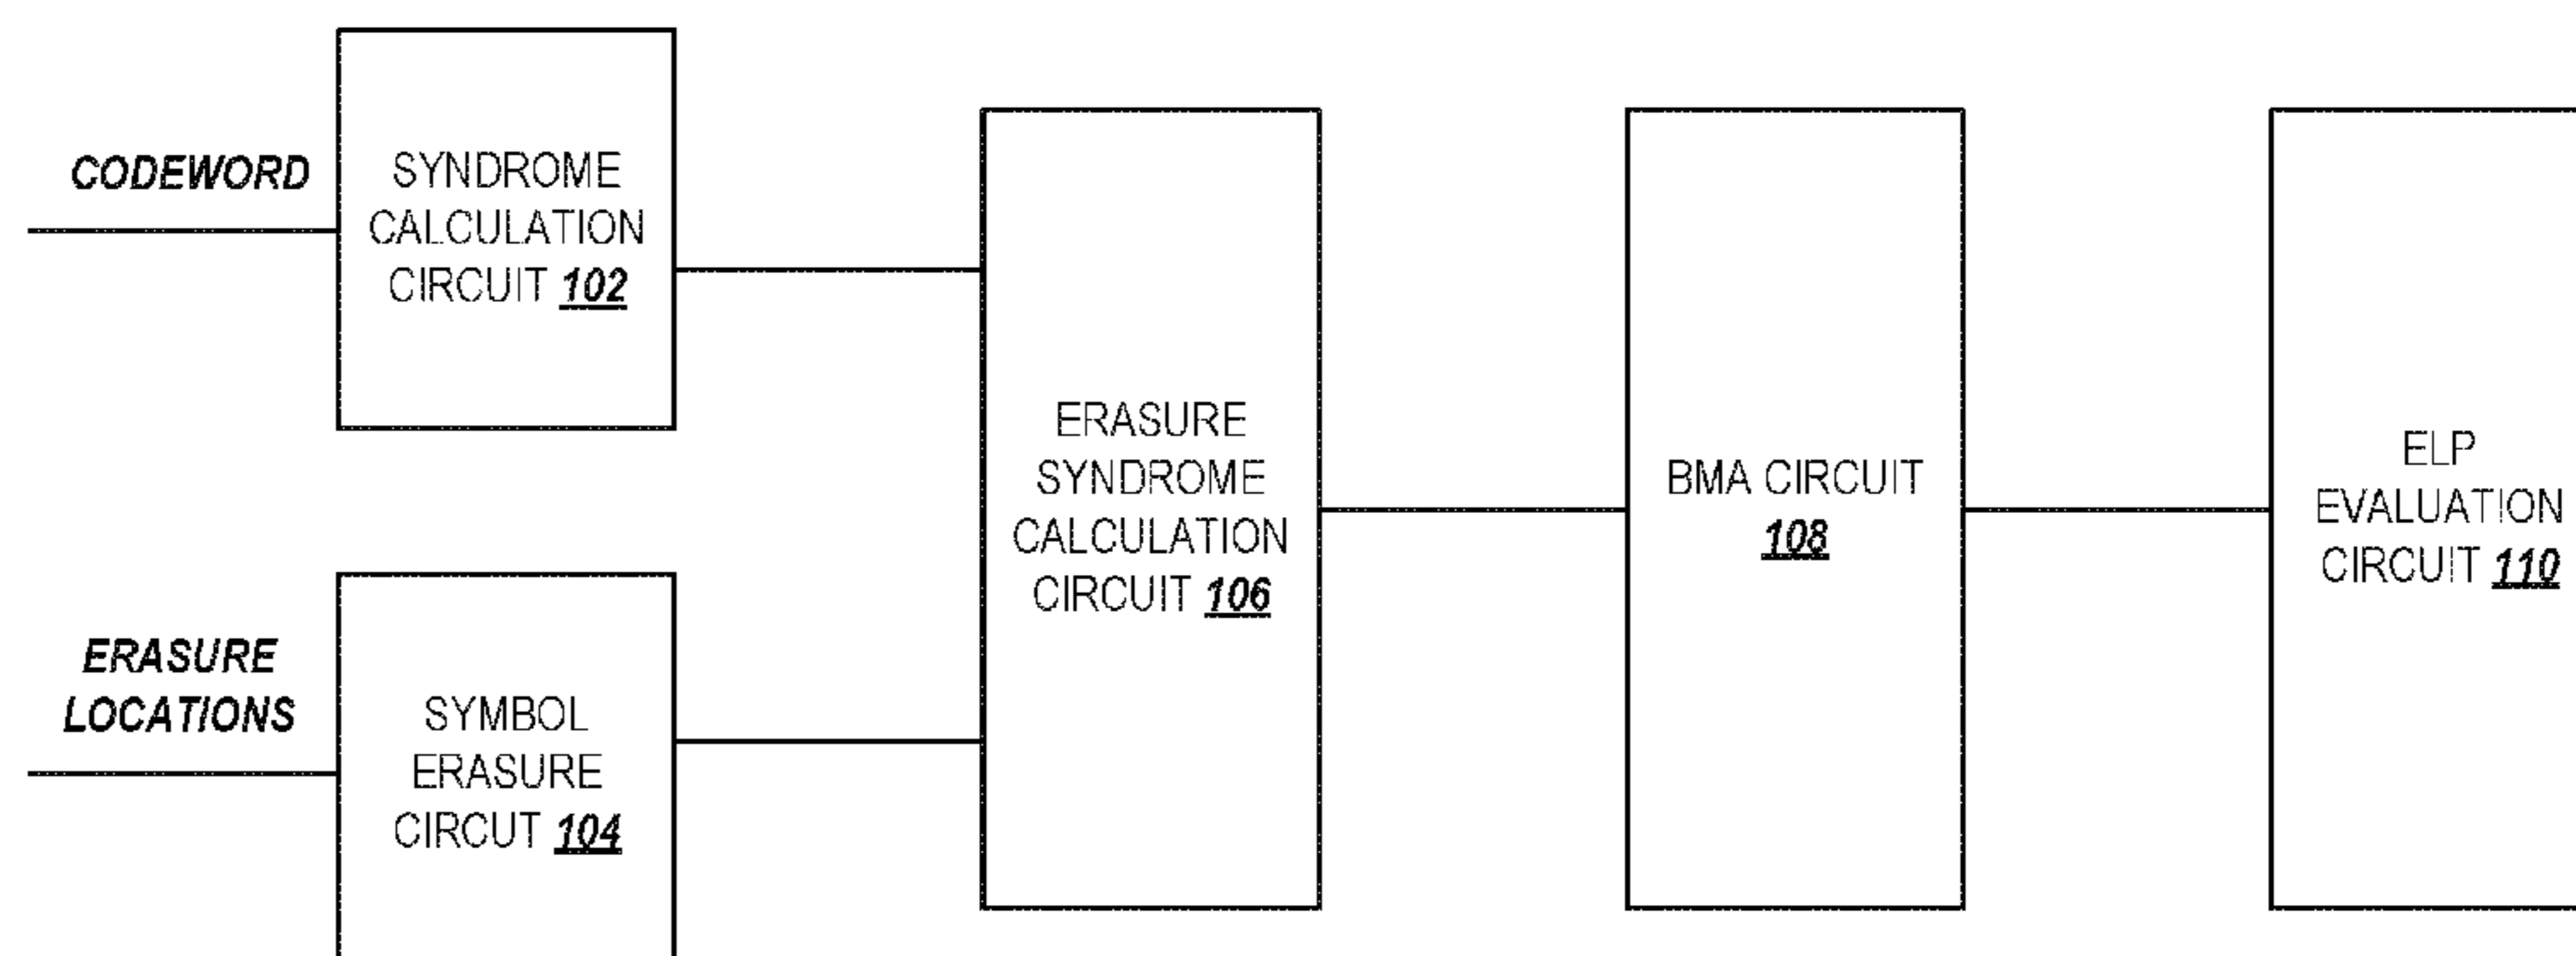 CODEWORD
SYNDROME
CALCULATION
CIRCUIT 102
ERASURE
LOCATIONS
SYMBOL
ERASURE
CIRCUT 104
ERASURE
SYNDROME
CALCULATION
CIRCUIT 106
BMA CIRCUIT
108
ELP
EVALUATION
CIRCUIT 110